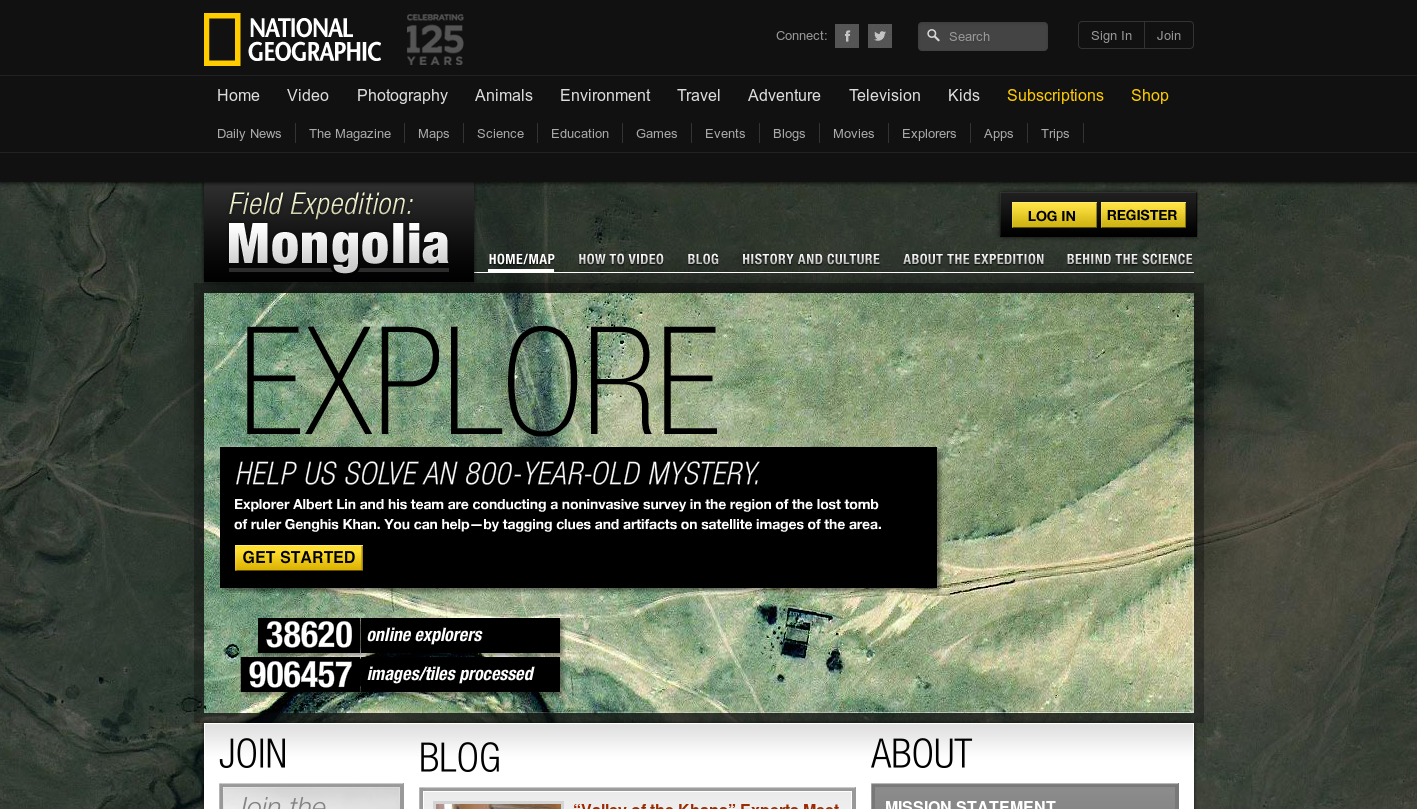 NATIONAL
GEOGRAPHIC
CELEBRATING
125
YEARS
Connect:
Search
Sign In
Join
Home Video Photography Animals Environment Travel Adventure Television Kids Subscriptions Shop
Daily News The Magazine Maps Science Education Games Events Blogs Movies Explorers Apps Trips
Field Expedition:
Mongolia
LOG IN REGISTER
HOME/MAP HOW TO VIDEO BLOG HISTORY AND CULTURE ABOUT THE EXPEDITION BEHIND THE SCIENCE
EXPLORE
HELP US SOLVE AN 800-YEAR-OLD MYSTERY.
Explorer Albert Lin and his team are conducting a noninvasive survey in the region of the lost tomb
of ruler Genghis Khan. You can help—by tagging clues and artifacts on satellite images of the area.
GET STARTED
38620 online explorers
906457 images/tiles processed
JOIN
Join the
BLOG
“Valley of the Khans” Experts Meet
ABOUT
MISSION STATEMENT